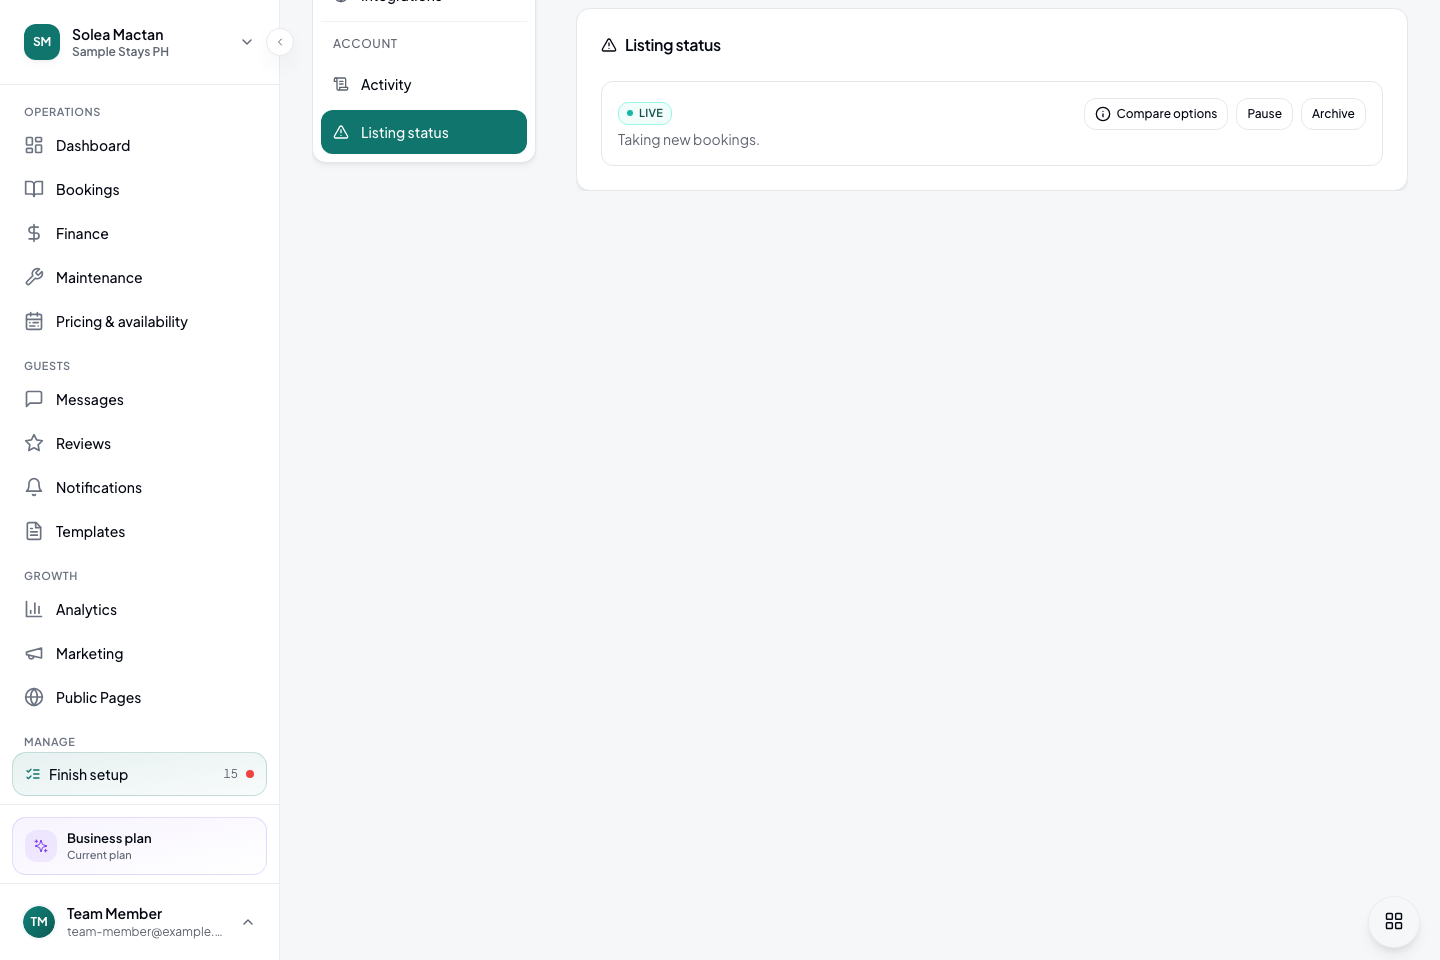 SM
Solea Mactan
Sample Stays PH
OPERATIONS
Dashboard
Bookings
Finance
Maintenance
Pricing & availability
GUESTS
Messages
Reviews
Notifications
Templates
GROWTH
Analytics
Marketing
Public Pages
MANAGE
Finish setup 15
Business plan
Current plan
TM
Team Member
team-member@example....
Integrations
ACCOUNT
Activity
Listing status
Listing status
LIVE
Taking new bookings.
Compare options
Pause
Archive